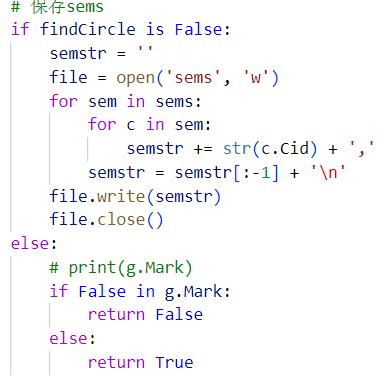 # 保存sems
if findCircle is False:
    semstr = ''
    file = open('sems', 'w')
    for sem in sems:
        for c in sem:
            semstr += str(c.Cid) + ','
        semstr = semstr[:-1] + '\n'
    file.write(semstr)
    file.close()
else:
    # print(g.Mark)
    if False in g.Mark:
        return False
    else:
        return True